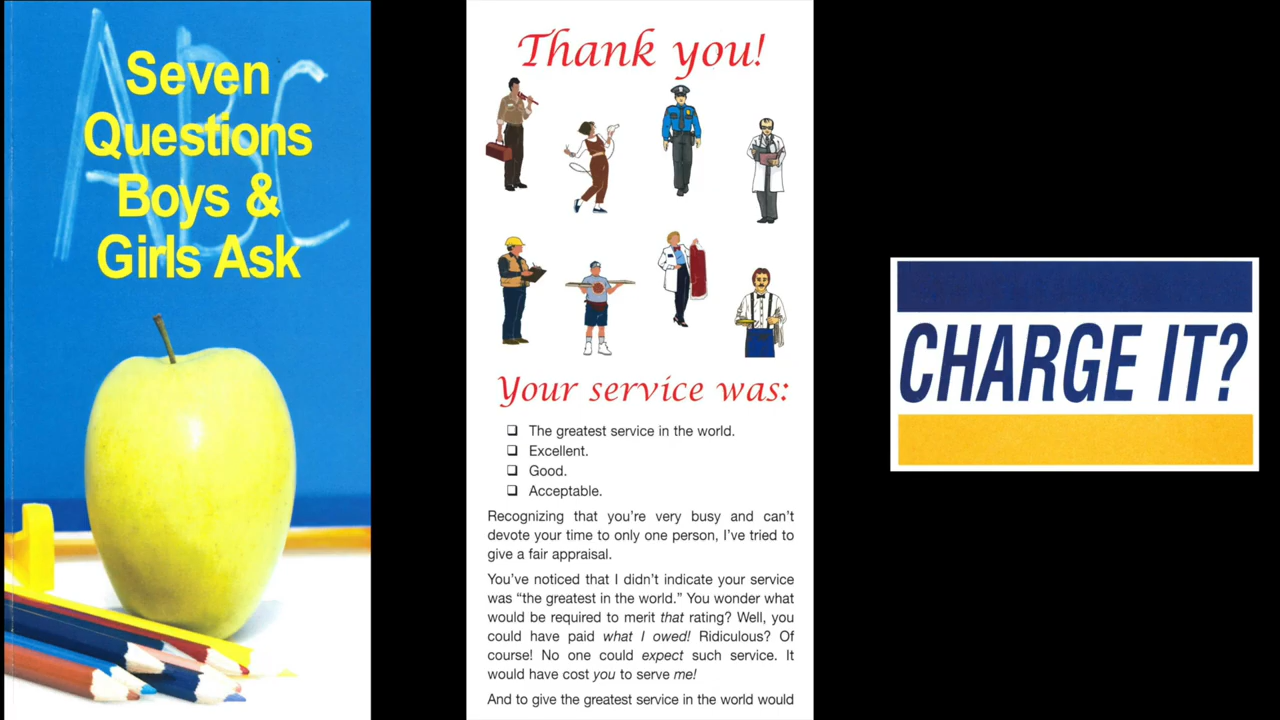 ABC
Seven
Questions
Boys &
Girls Ask
Thank you!
Your service was:
❑ The greatest service in the world.
❑ Excellent.
❑ Good.
❑ Acceptable.
Recognizing that you're very busy and can't
devote your time to only one person, I've tried to
give a fair appraisal.
You've noticed that I didn't indicate your service
was “the greatest in the world.” You wonder what
would be required to merit that rating? Well, you
could have paid what I owed! Ridiculous? Of
course! No one could expect such service. It
would have cost you to serve me!
And to give the greatest service in the world would
CHARGE IT?